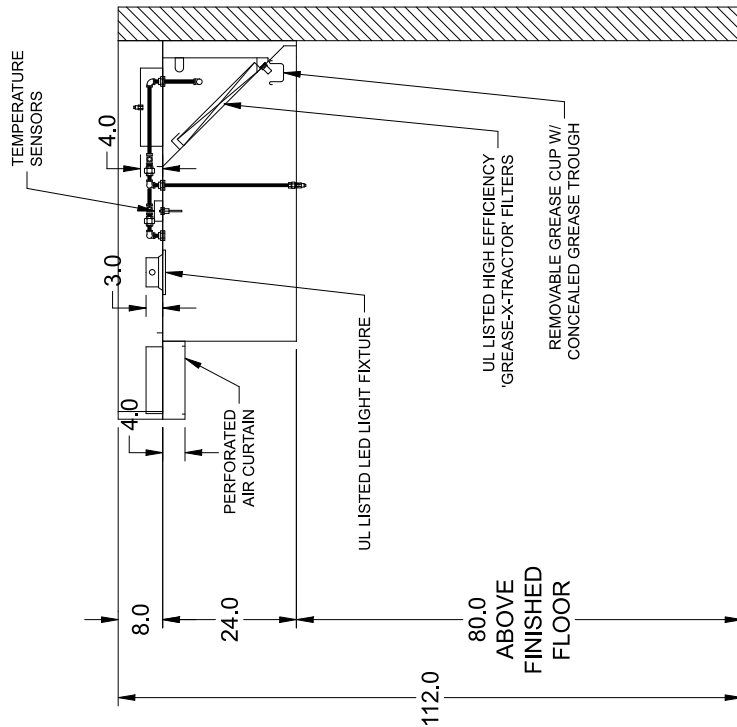 TEMPERATURE
SENSORS
4.0
3.0
4.0
PERFORATED
AIR CURTAIN
UL LISTED LED LIGHT FIXTURE
UL LISTED HIGH EFFICIENCY
'GREASE-X-TRACTOR' FILTERS
REMOVABLE GREASE CUP W/
CONCEALED GREASE TROUGH
8.0
24.0
80.0
ABOVE
FINISHED
FLOOR
112.0